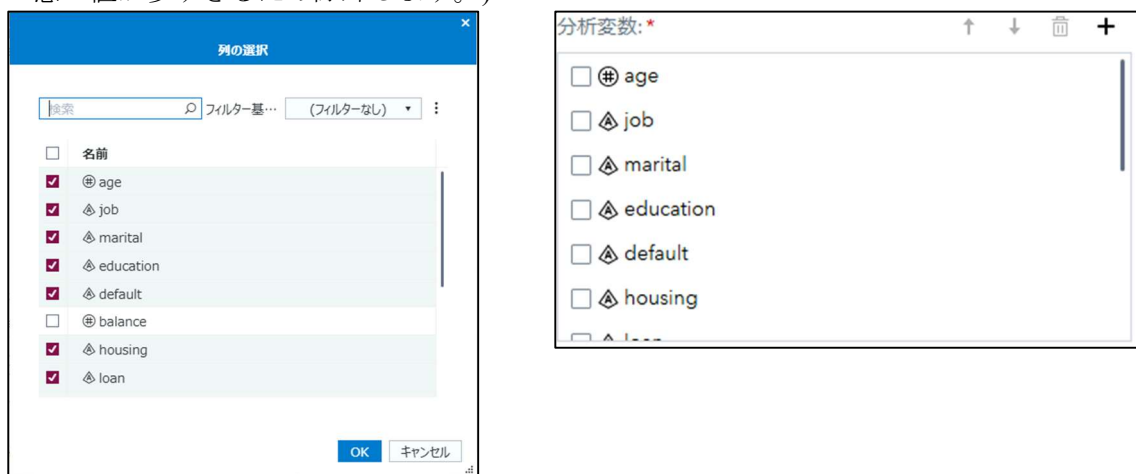 列の選択
検索
フィルター基…
(フィルターなし)
名前
age
job
marital
education
default
balance
housing
loan
OK
キャンセル
分析変数:*
age
job
marital
education
default
housing